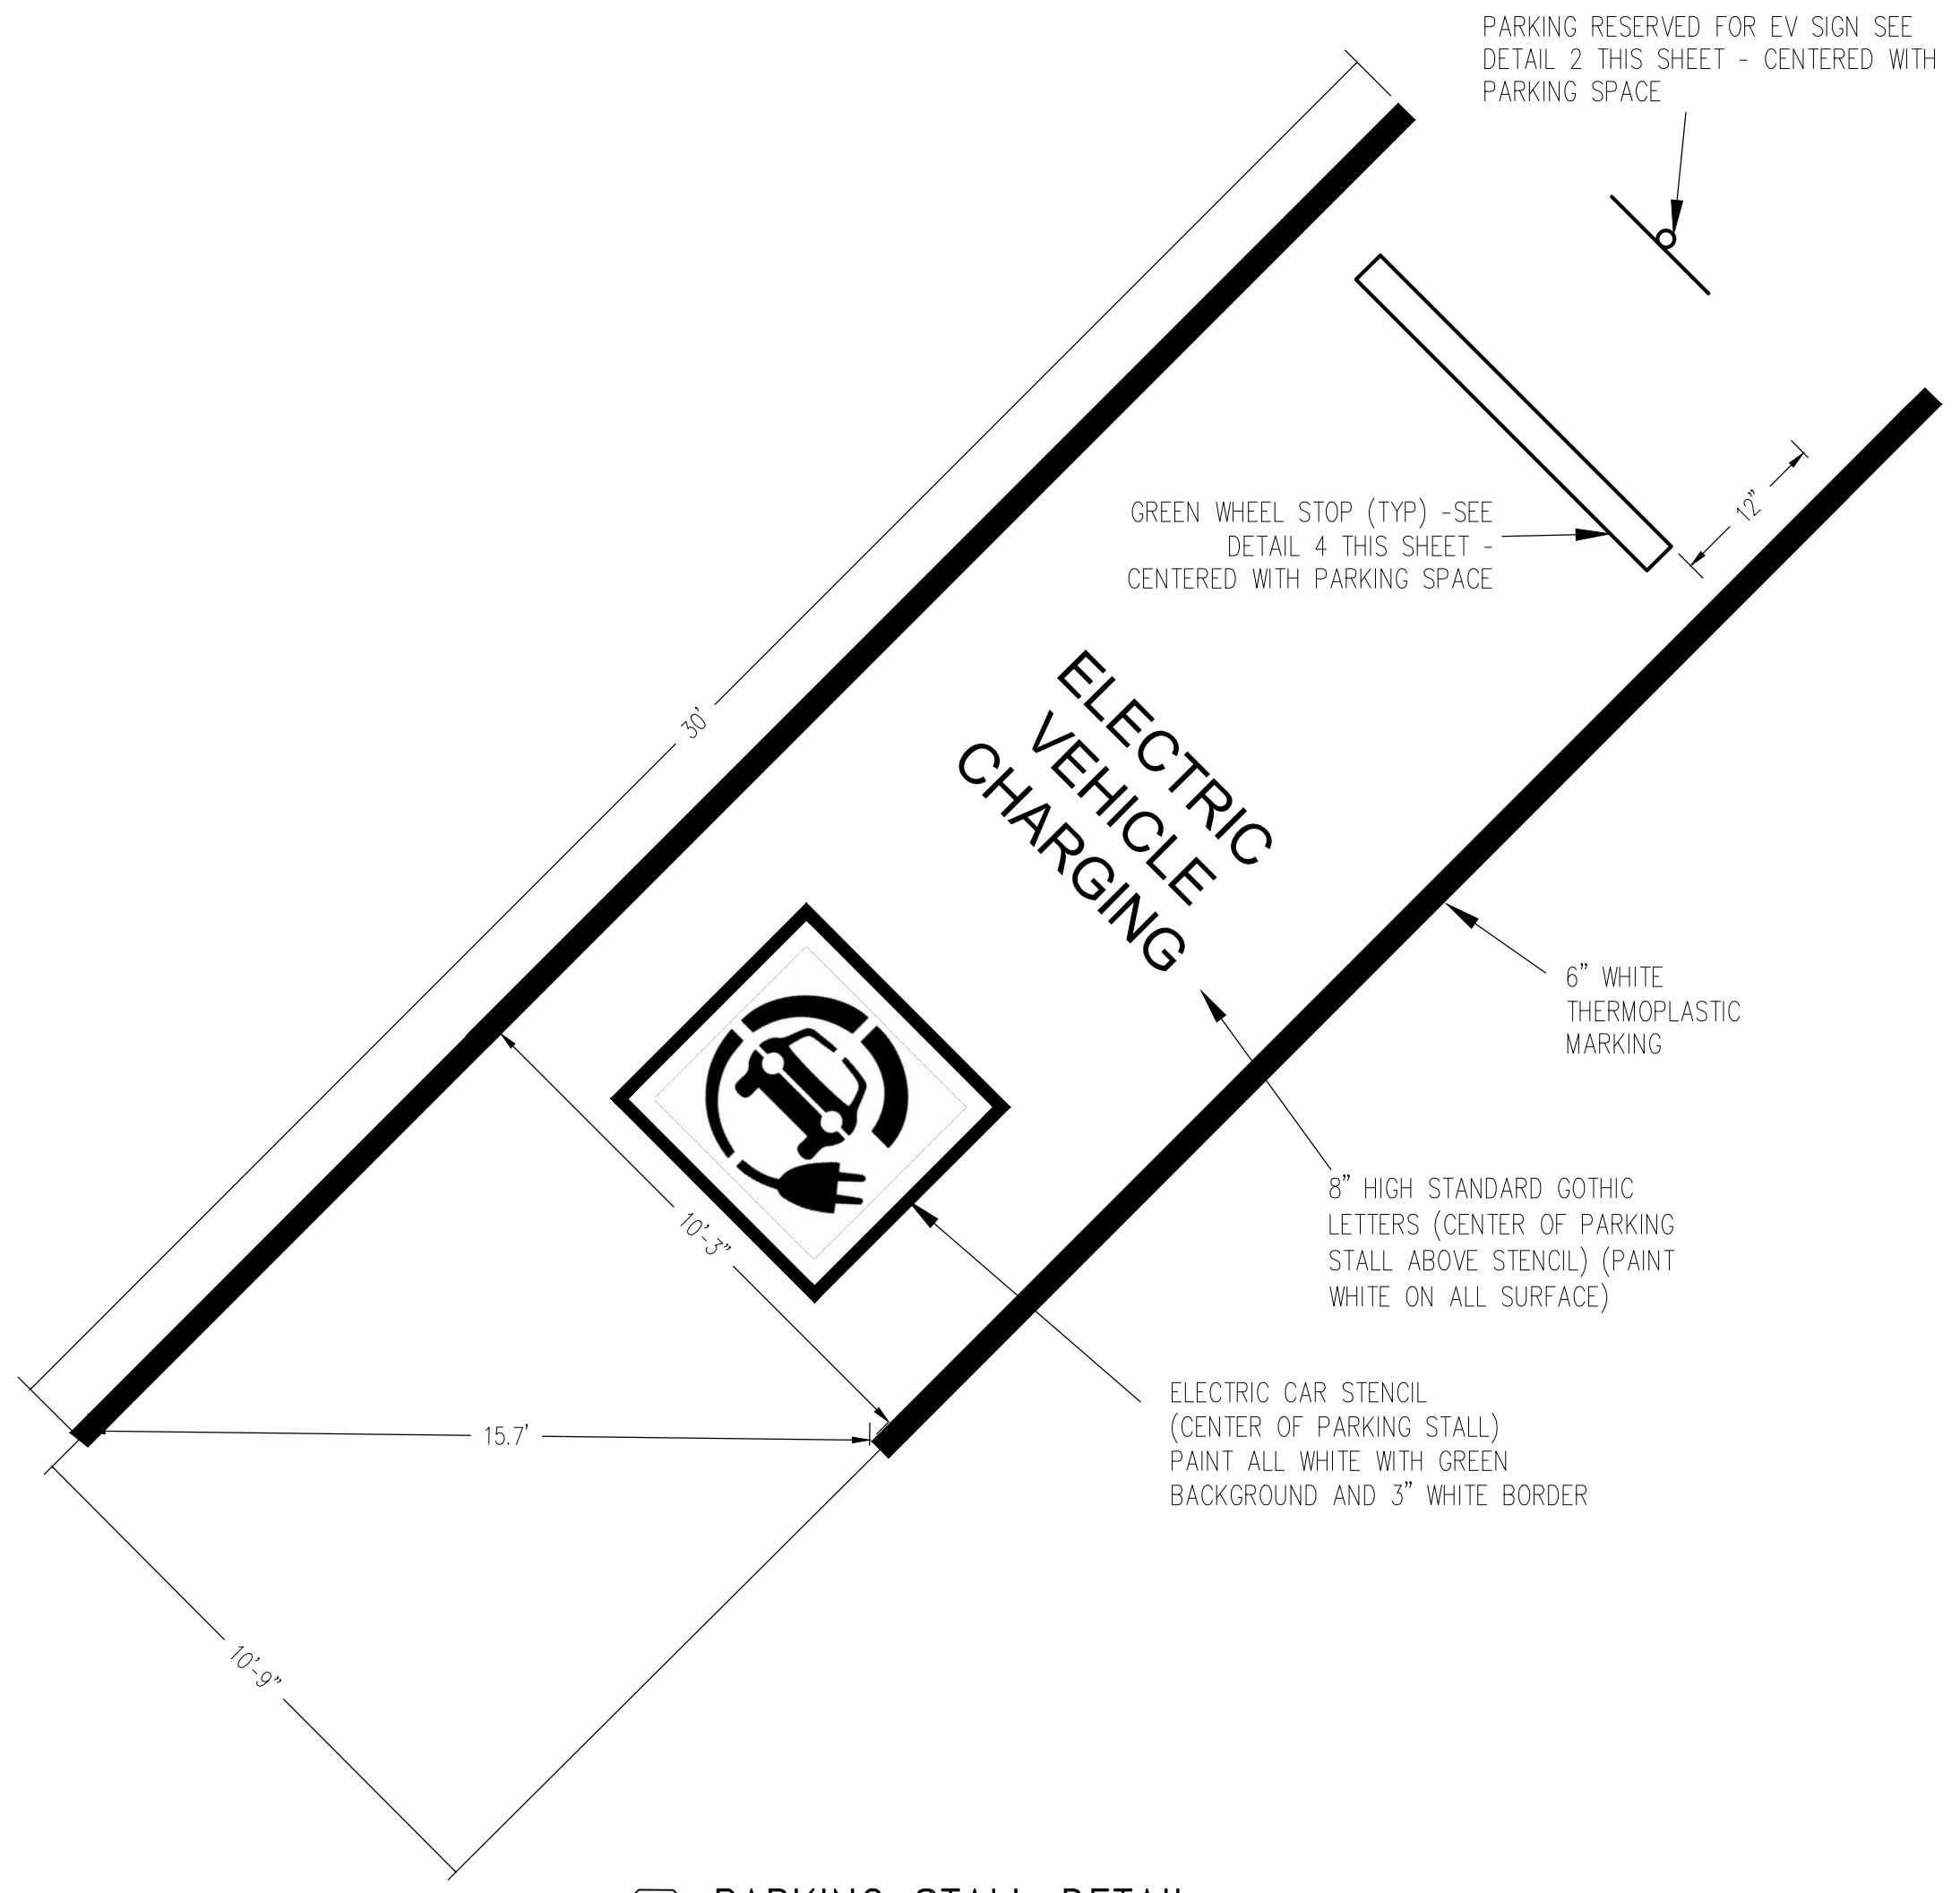 PARKING RESERVED FOR EV SIGN SEE
DETAIL 2 THIS SHEET - CENTERED WITH
PARKING SPACE
12”
GREEN WHEEL STOP (TYP) -SEE
DETAIL 4 THIS SHEET -
CENTERED WITH PARKING SPACE
30'
ELECTRIC
VEHICLE
CHARGING
6” WHITE
THERMOPLASTIC
MARKING
8” HIGH STANDARD GOTHIC
LETTERS (CENTER OF PARKING
STALL ABOVE STENCIL) (PAINT
WHITE ON ALL SURFACE)
10'-3”
ELECTRIC CAR STENCIL
(CENTER OF PARKING STALL)
PAINT ALL WHITE WITH GREEN
BACKGROUND AND 3” WHITE BORDER
15.7'
10'-9”
PARKING STALL DETAIL